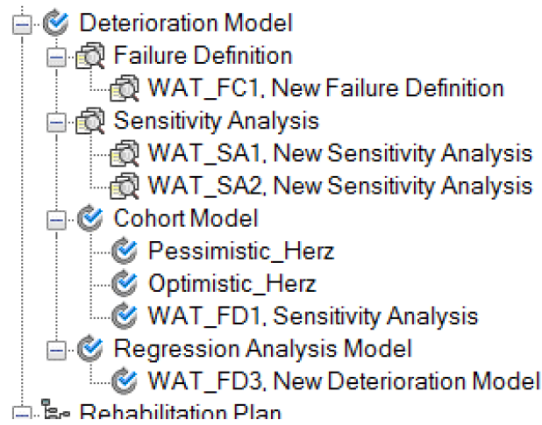 Deterioration Model
Failure Definition
WAT_FC1, New Failure Definition
Sensitivity Analysis
WAT_SA1, New Sensitivity Analysis
WAT_SA2, New Sensitivity Analysis
Cohort Model
Pessimistic_Herz
Optimistic_Herz
WAT_FD1, Sensitivity Analysis
Regression Analysis Model
WAT_FD3, New Deterioration Model
Rehabilitation Plan